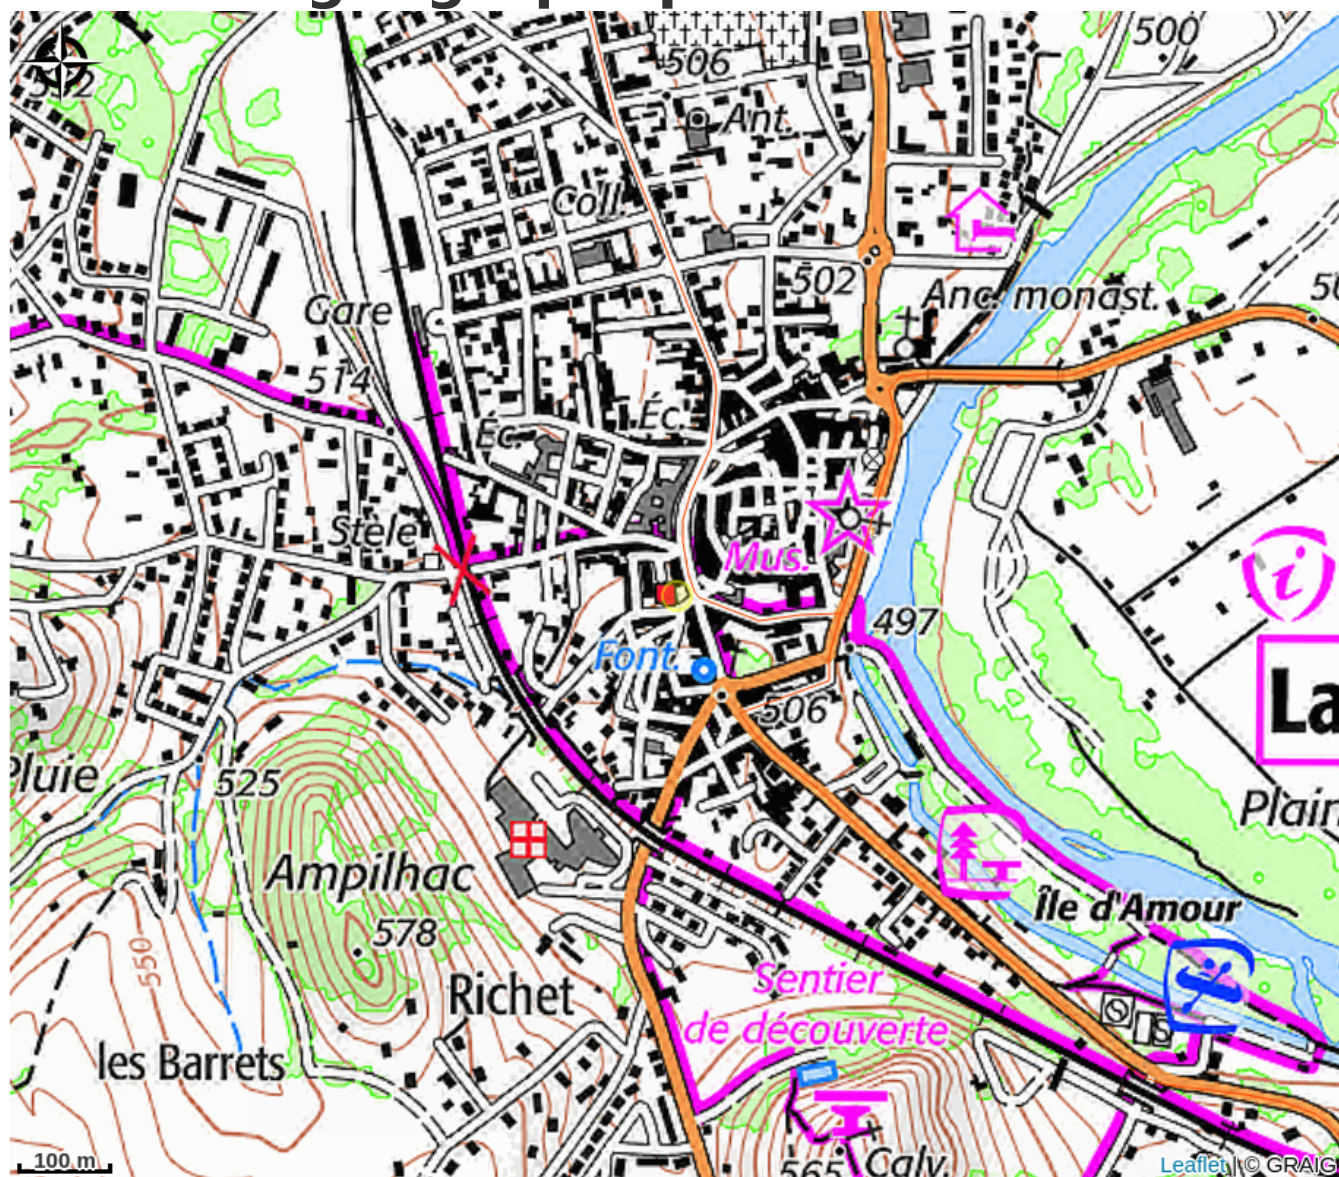 500
506
Ant.
Coll.
502
Anc. monast.
Gare
514
Éc.
Éc.
Stèle
Mus.
497
Font.
506
La
Pluie
525
Plain
Ampilhac
Île d'Amour
578
550
Richet
Sentier
de découverte
les Barrets
565
Calv.
100 m
Leaflet | © GRAIG